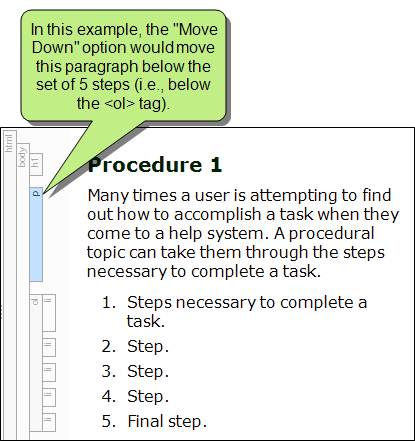 In this example, the "Move
Down" option would move
this paragraph below the
set of 5 steps (i.e., below
the <ol> tag).
html
body
h1
Procedure 1
p
Many times a user is attempting to find
out how to accomplish a task when they
come to a help system. A procedural
topic can take them through the steps
necessary to complete a task.
ol
li
1. Steps necessary to complete a
task.
li
2. Step.
li
3. Step.
li
4. Step.
li
5. Final step.